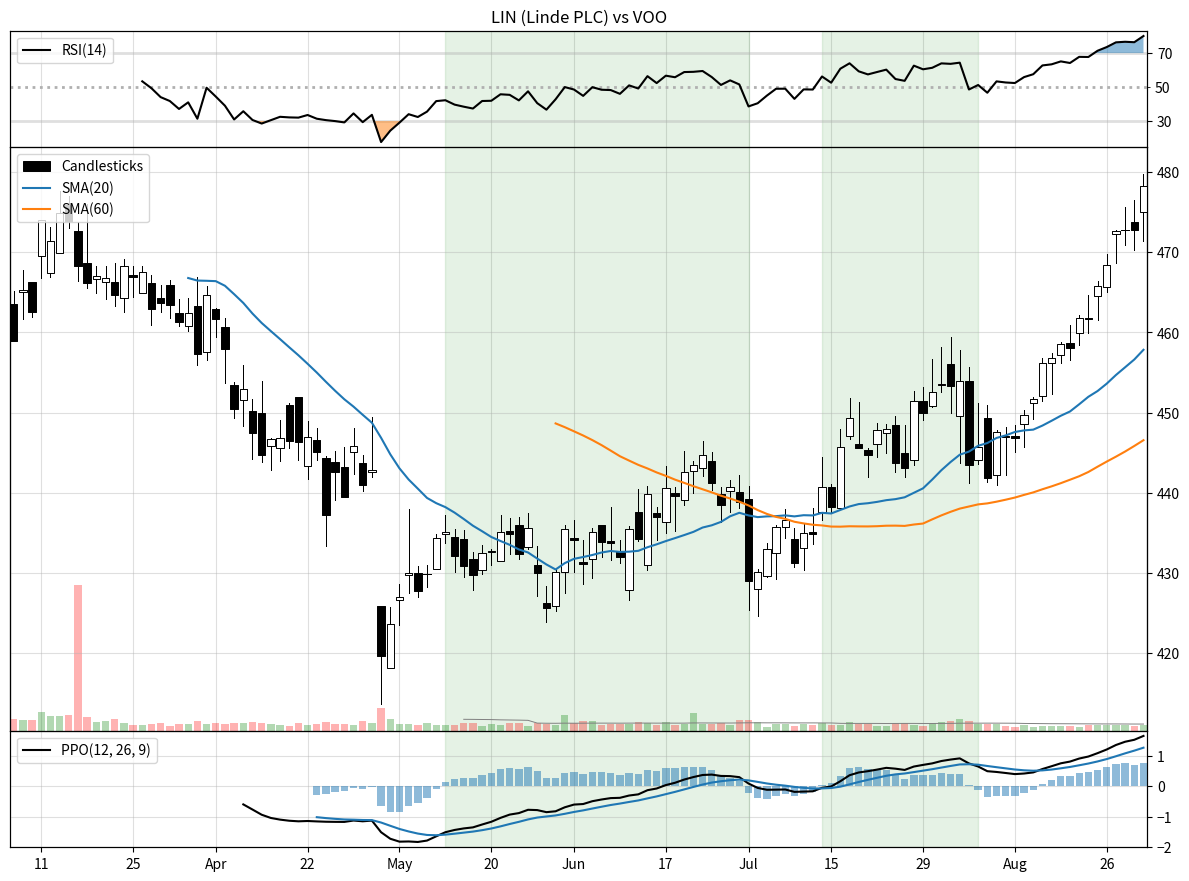 LIN (Linde PLC) vs VOO
RSI(14)
70
50
30
Candlesticks
SMA(20)
SMA(60)
480
470
460
450
440
430
420
PPO(12, 26, 9)
1
0
−1
−2
11 25 Apr 22 May 20 Jun 17 Jul 15 29 Aug 26